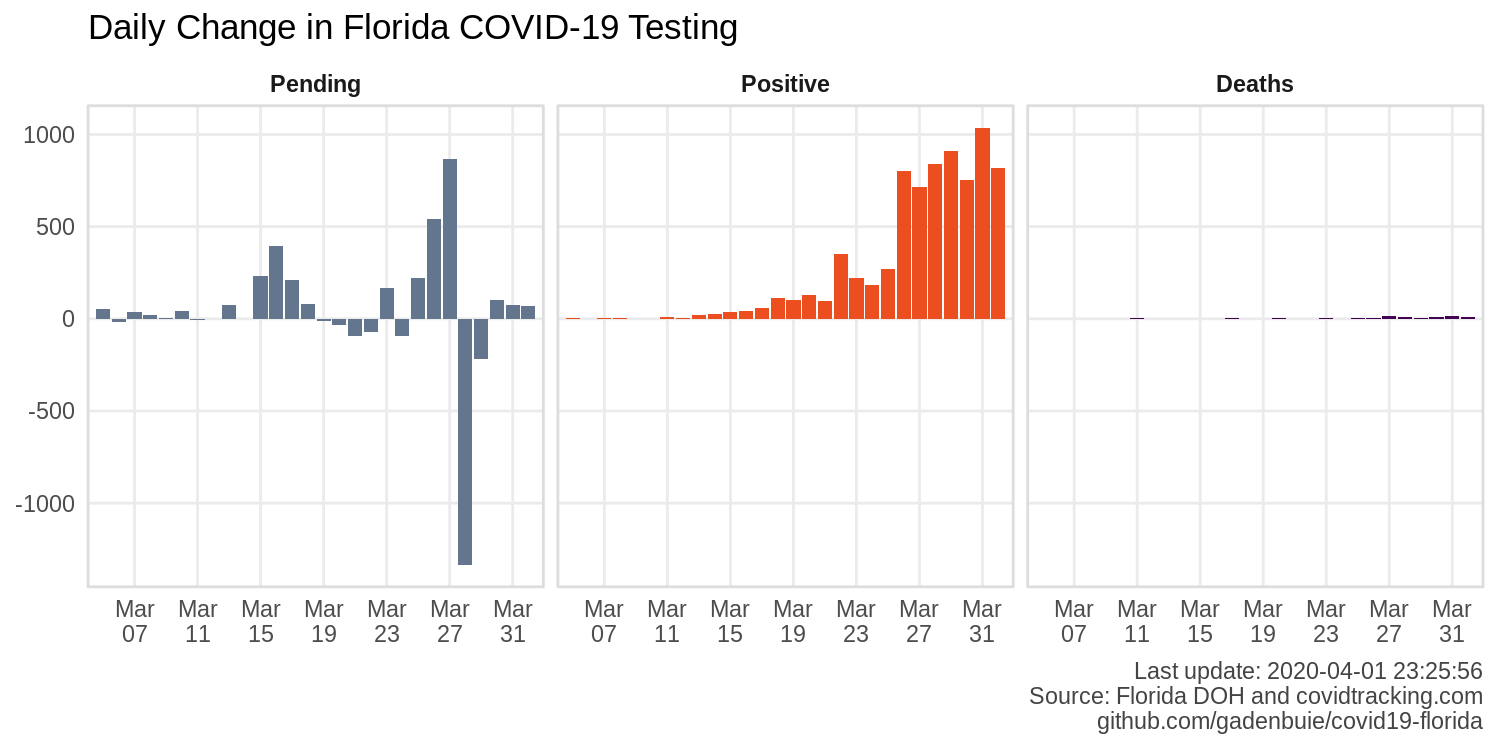 Daily Change in Florida COVID-19 Testing
Pending
Positive
Deaths
1000
500
0
-500
-1000
Mar Mar Mar Mar Mar Mar Mar
07 11 15 19 23 27 31
Mar Mar Mar Mar Mar Mar Mar
07 11 15 19 23 27 31
Mar Mar Mar Mar Mar Mar Mar
07 11 15 19 23 27 31
Last update: 2020-04-01 23:25:56
Source: Florida DOH and covidtracking.com
github.com/gadenbuie/covid19-florida